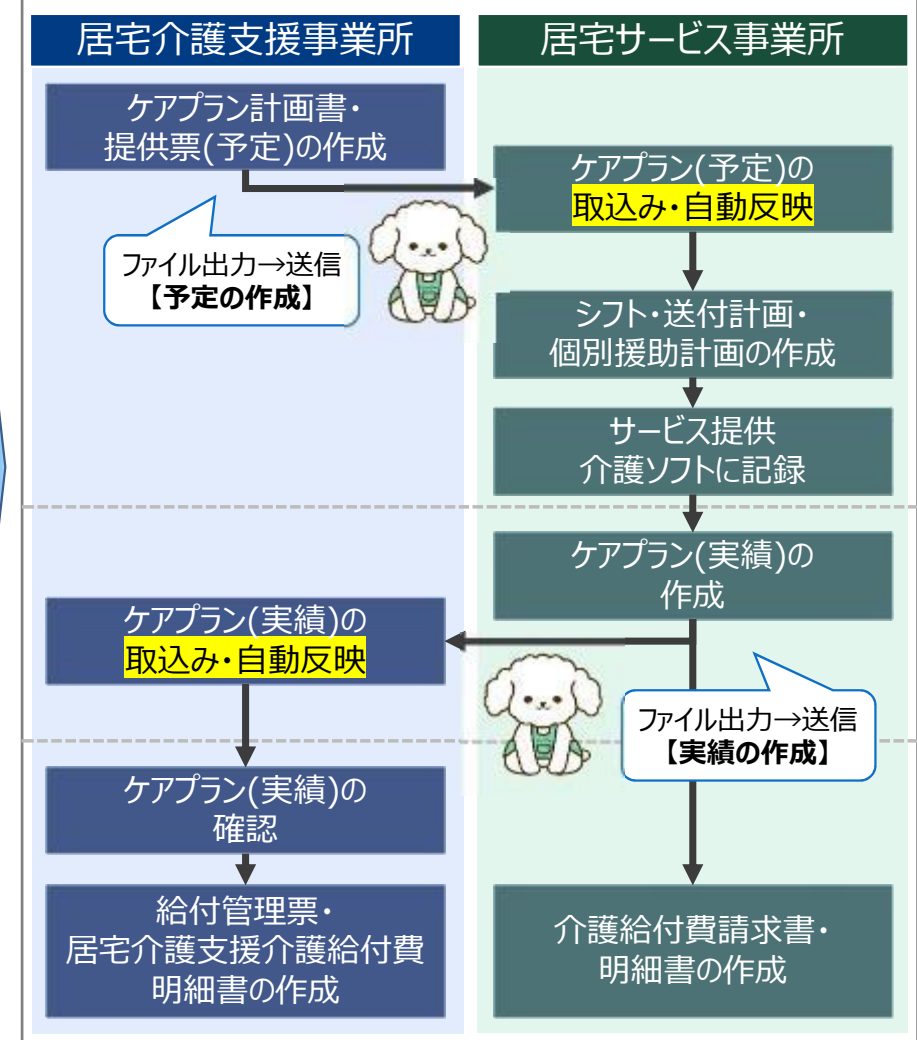 居宅介護支援事業所
居宅サービス事業所
ケアプラン計画書・
提供票(予定)の作成
ケアプラン(予定)の
取込み・自動反映
ファイル出力→送信
【予定の作成】
シフト・送付計画・
個別援助計画の作成
サービス提供
介護ソフトに記録
ケアプラン(実績)の
作成
ケアプラン(実績)の
取込み・自動反映
ファイル出力→送信
【実績の作成】
ケアプラン(実績)の
確認
給付管理票・
居宅介護支援介護給付費
明細書の作成
介護給付費請求書・
明細書の作成